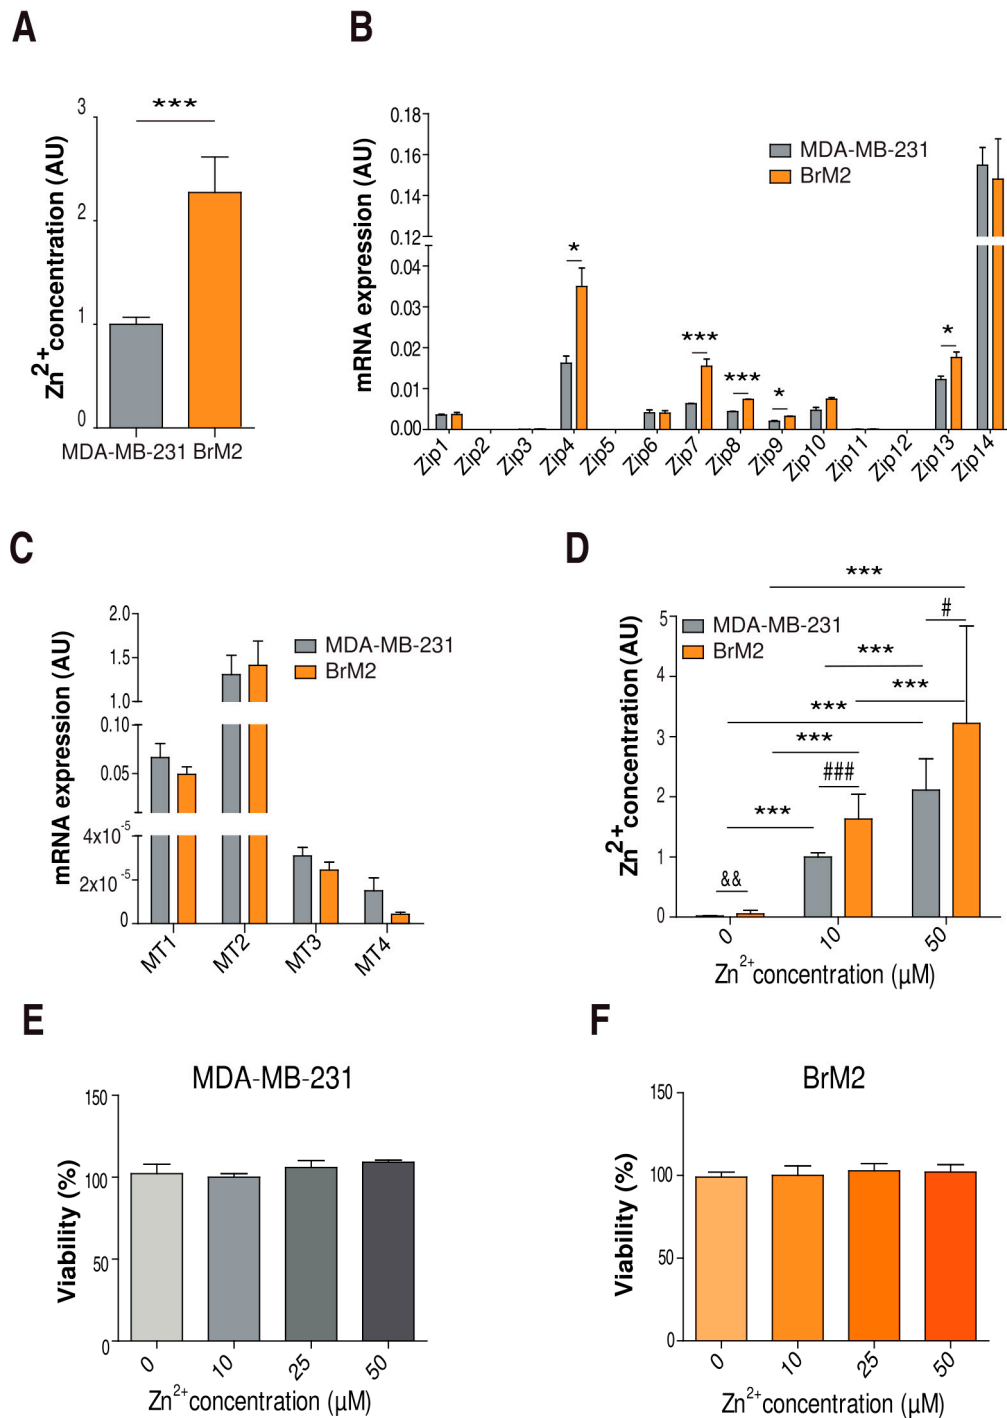 A
Zn2+concentration (AU)
3
2
1
0
***
MDA-MB-231 BrM2
B
mRNA expression (AU)
0.18
0.16
0.14
0.12
0.04
0.03
0.02
0.01
0.00
MDA-MB-231
BrM2
*
***
***
*
*
Zip1
Zip2
Zip3
Zip4
Zip5
Zip6
Zip7
Zip8
Zip9
Zip10
Zip11
Zip12
Zip13
Zip14
C
mRNA expression (AU)
2.0
1.5
1.0
0.10
0.05
4x10-5
2x10-5
0
MDA-MB-231
BrM2
MT1
MT2
MT3
MT4
D
Zn2+concentration (AU)
5
4
3
2
1
0
MDA-MB-231
BrM2
***
#
***
***
***
***
###
***
&&
0
10
50
Zn2+concentration (µM)
E
MDA-MB-231
Viability (%)
150
100
50
0
0
10
25
50
Zn2+concentration (µM)
F
BrM2
Viability (%)
150
100
50
0
0
10
25
50
Zn2+concentration (µM)